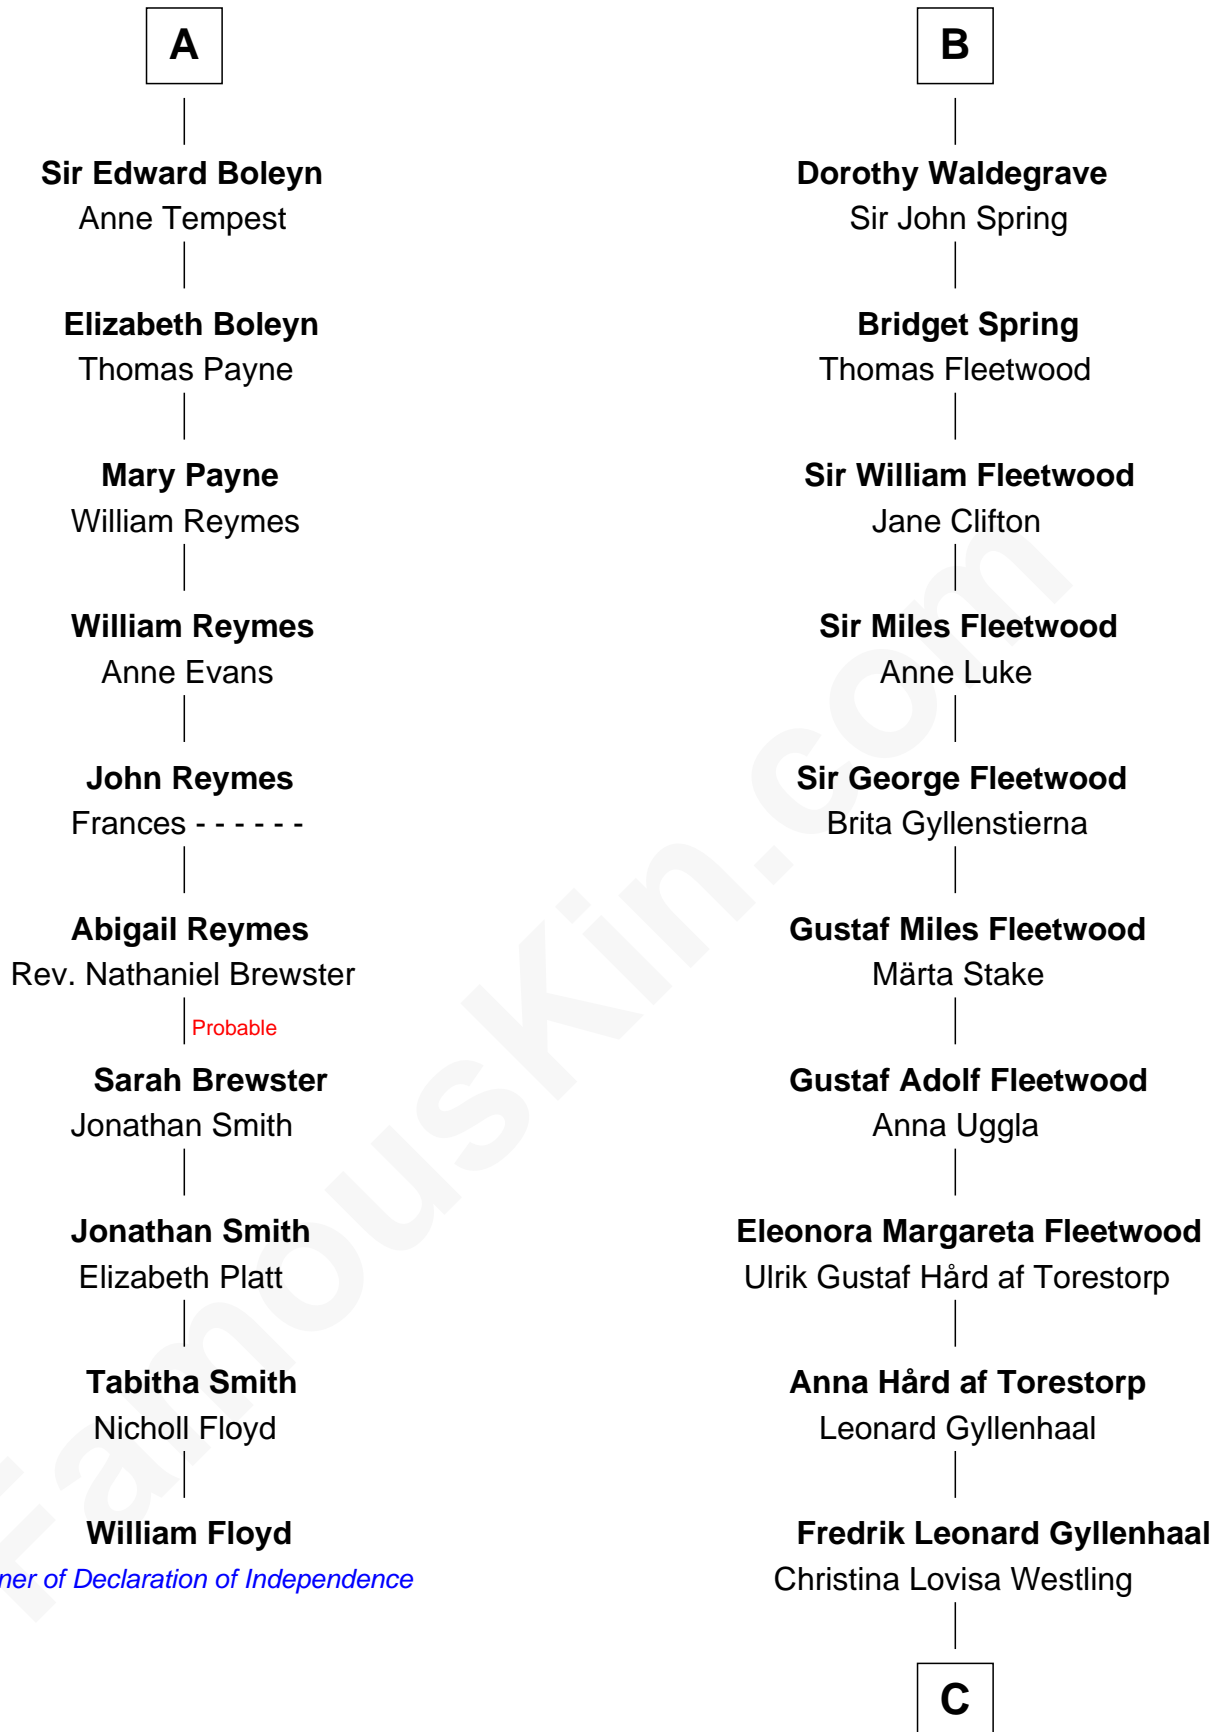 A
Sir Edward Boleyn
Anne Tempest
Elizabeth Boleyn
Thomas Payne
Mary Payne
William Reymes
William Reymes
Anne Evans
John Reymes
Frances - - - - - -
Abigail Reymes
Rev. Nathaniel Brewster
Probable
Sarah Brewster
Jonathan Smith
Jonathan Smith
Elizabeth Platt
Tabitha Smith
Nicholl Floyd
William Floyd
ner of Declaration of Independence
B
Dorothy Waldegrave
Sir John Spring
Bridget Spring
Thomas Fleetwood
Sir William Fleetwood
Jane Clifton
Sir Miles Fleetwood
Anne Luke
Sir George Fleetwood
Brita Gyllenstierna
Gustaf Miles Fleetwood
Märta Stake
Gustaf Adolf Fleetwood
Anna Uggla
Eleonora Margareta Fleetwood
Ulrik Gustaf Hård af Torestorp
Anna Hård af Torestorp
Leonard Gyllenhaal
Fredrik Leonard Gyllenhaal
Christina Lovisa Westling
C
FamousKin.com